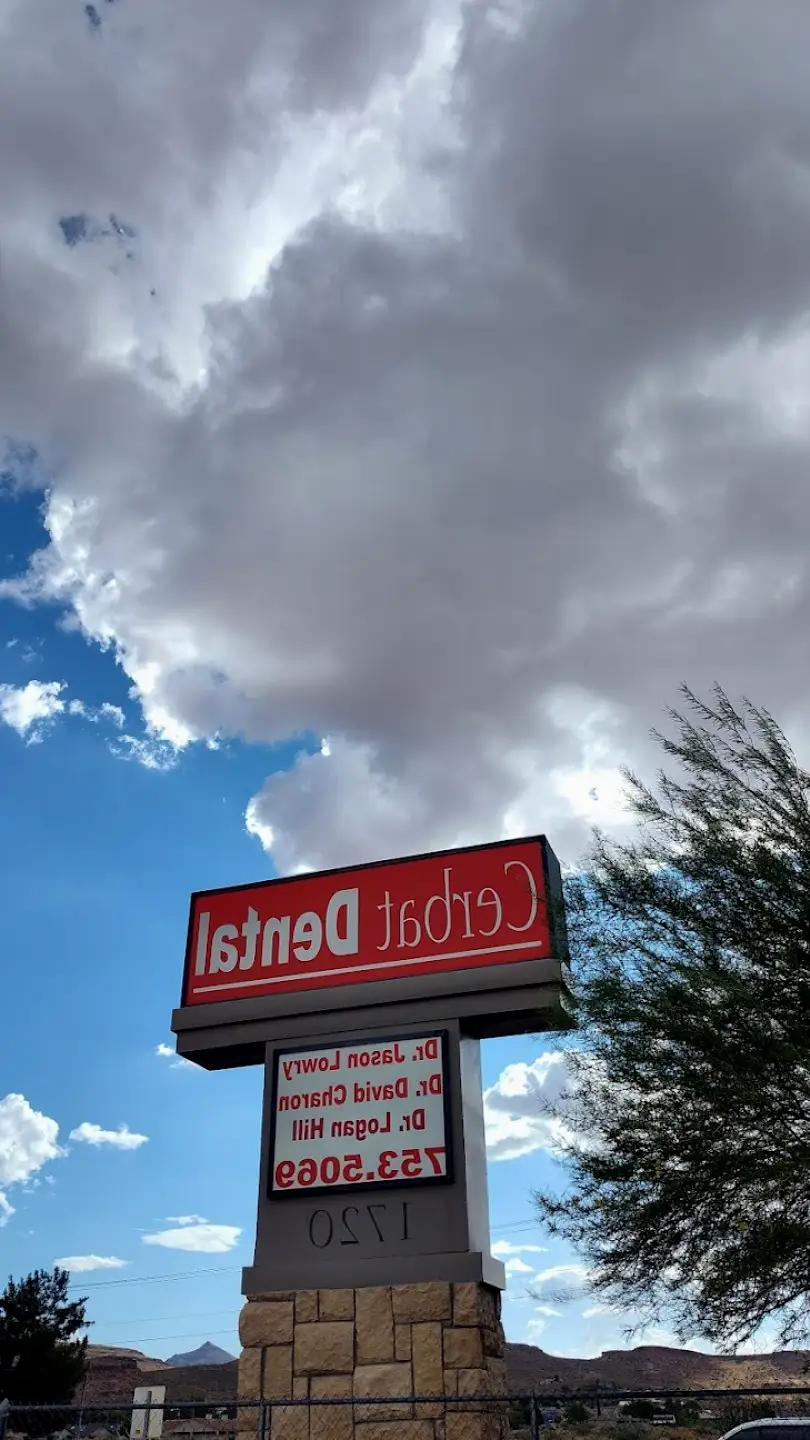 Cerbat Dental
Dr. Jason Lowry
Dr. David Charon
Dr. Logan Hill
753.5069
1720